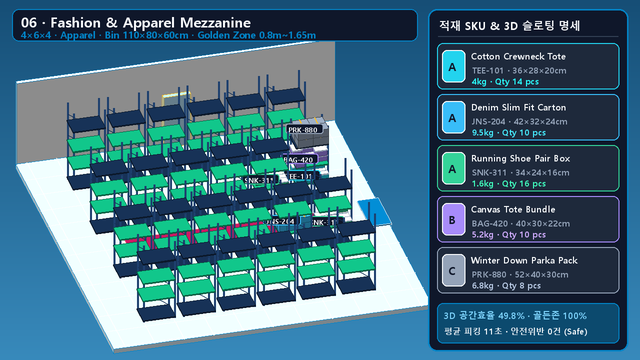 06 · Fashion & Apparel Mezzanine
4×6×4 · Apparel · Bin 110×80×60cm · Golden Zone 0.8m~1.65m
PRK-880
BAG-420
TEE-101
SNK-311
JNS-204
적재 SKU & 3D 슬로팅 명세
A
Cotton Crewneck Tote
TEE-101 · 36×28×20cm
4kg · Qty 14 pcs
A
Denim Slim Fit Carton
JNS-204 · 42×32×24cm
9.5kg · Qty 10 pcs
A
Running Shoe Pair Box
SNK-311 · 34×24×16cm
1.6kg · Qty 16 pcs
B
Canvas Tote Bundle
BAG-420 · 40×30×22cm
5.2kg · Qty 10 pcs
C
Winter Down Parka Pack
PRK-880 · 52×40×30cm
6.8kg · Qty 8 pcs
3D 공간효율 49.8% · 골든존 100%
평균 피킹 11초 · 안전위반 0건 (Safe)